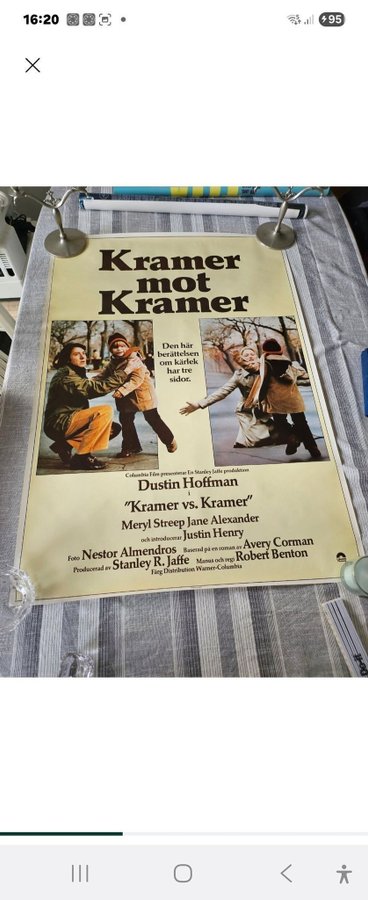 16:20
95
Kramer
mot
Kramer
Den här
berättelsen
om kärlek
har tre
sidor.
Columbia Film presenterar En Stanley Jaffe produktion
Dustin Hoffman
i
"Kramer vs. Kramer"
Meryl Streep Jane Alexander
och introducerar Justin Henry
Foto Nestor Almendros Baserad på en roman av Avery Corman
Producerad av Stanley R. Jaffe Manus och regi Robert Benton
Färg Distribution Warner-Columbia